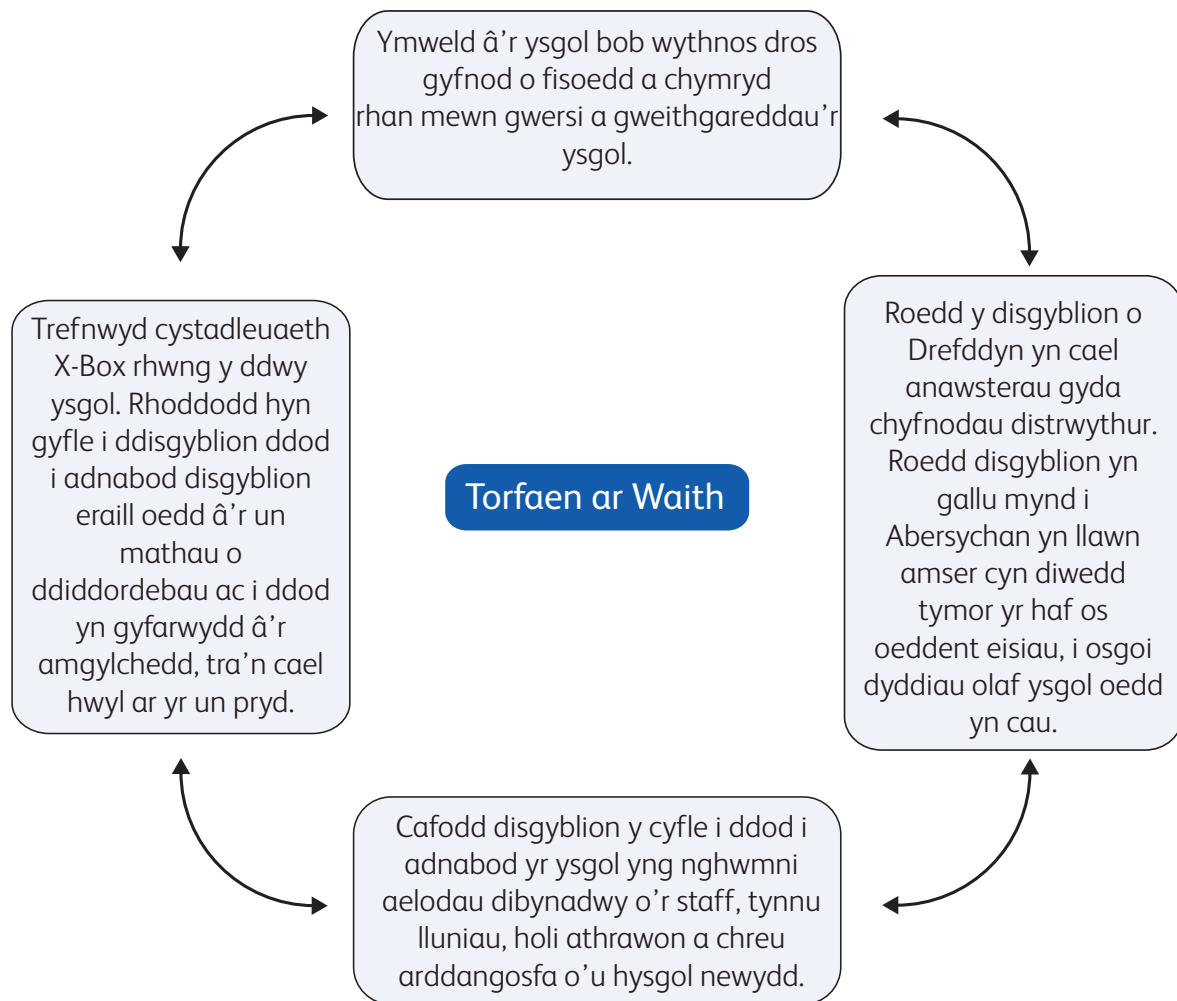 Ymweld â'r ysgol bob wythnos dros
gyfnod o fisoedd a chymryd
rhan mewn gwersi a gweithgareddau'r
ysgol.
Trefnwyd cystadleuaeth
X-Box rhwng y ddwy
ysgol. Rhoddodd hyn
gyfle i ddisgyblion ddod
i adnabod disgyblion
eraill oedd â'r un
mathau o
ddiddordebau ac i ddod
yn gyfarwydd â'r
amgylchedd, tra'n cael
hwyl ar yr un pryd.
Torfaen ar Waith
Roedd y disgyblion o
Drefddyn yn cael
anawsterau gyda
chyfnodau distrwythur.
Roedd disgyblion yn
gallu mynd i
Abersychan yn llawn
amser cyn diwedd
tymor yr haf os
oeddent eisiau, i osgoi
dyddiau olaf ysgol oedd
yn cau.
Cafodd disgyblion y cyfle i ddod i
adnabod yr ysgol yng nghwmni
aelodau dibynadwy o'r staff, tynnu
lluniau, holi athrawon a chreu
arddangosfa o'u hysgol newydd.